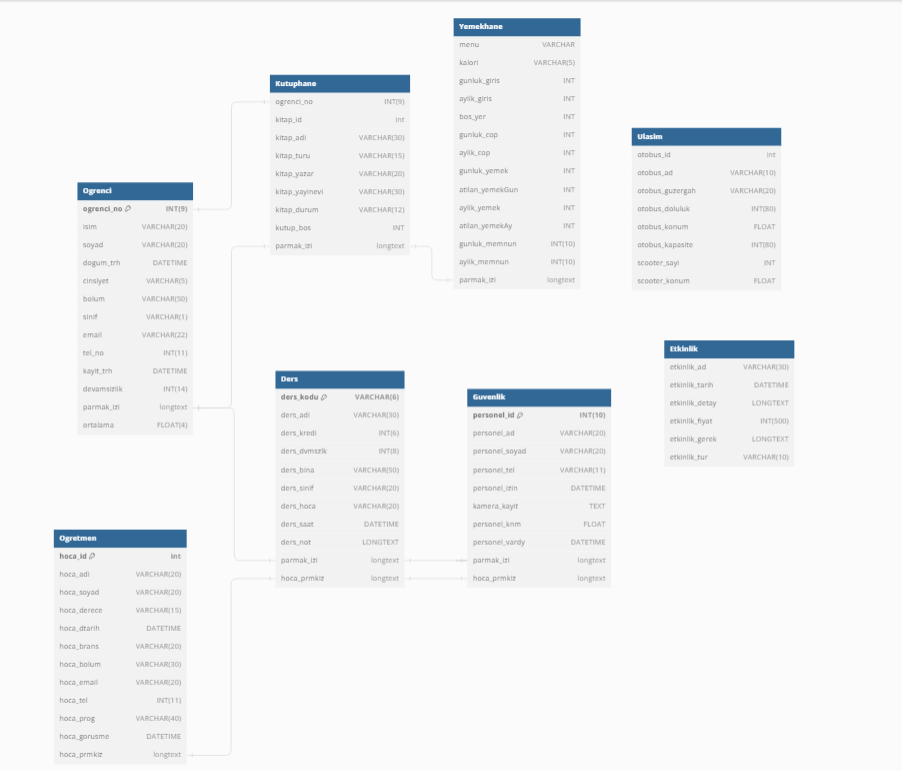 Yemekhane
menu VARCHAR
kalori VARCHAR(5)
gunluk_giris INT
aylik_giris INT
bos_yer INT
gunluk_cop INT
aylik_cop INT
gunluk_yemek INT
atilan_yemekGun INT
aylik_yemek INT
atilan_yemekAy INT
gunluk_memnun INT(10)
aylik_memnun INT(10)
parmak_izi longtext
Kutuphane
ogrenci_no INT(9)
kitap_id int
kitap_adi VARCHAR(30)
kitap_turu VARCHAR(15)
kitap_yazar VARCHAR(20)
kitap_yayinevi VARCHAR(30)
kitap_durum VARCHAR(12)
kutup_bos INT
parmak_izi longtext
Ulasim
otobus_id int
otobus_ad VARCHAR(10)
otobus_guzergah VARCHAR(20)
otobus_doluluk INT(80)
otobus_konum FLOAT
otobus_kapasite INT(80)
scooter_sayi INT
scooter_konum FLOAT
Ogrenci
ogrenci_no INT(9)
isim VARCHAR(20)
soyad VARCHAR(20)
dogum_trh DATETIME
cinsiyet VARCHAR(5)
bolum VARCHAR(50)
sinif VARCHAR(1)
email VARCHAR(22)
tel_no INT(11)
kayit_trh DATETIME
devamsizlik INT(14)
parmak_izi longtext
ortalama FLOAT(4)
Etkinlik
etkinlik_ad VARCHAR(30)
etkinlik_tarih DATETIME
etkinlik_detay LONGTEXT
etkinlik_fiyat INT(500)
etkinlik_gerek LONGTEXT
etkinlik_tur VARCHAR(10)
Ders
ders_kodu VARCHAR(6)
ders_adi VARCHAR(30)
ders_kredi INT(6)
ders_dvmszlk INT(8)
ders_bina VARCHAR(50)
ders_sinif VARCHAR(20)
ders_hoca VARCHAR(20)
ders_saat DATETIME
ders_not LONGTEXT
parmak_izi longtext
hoca_prmkiz longtext
Guvenlik
personel_id INT(10)
personel_ad VARCHAR(20)
personel_soyad VARCHAR(20)
personel_tel VARCHAR(11)
personel_izin DATETIME
kamera_kayit TEXT
personel_knm FLOAT
personel_vardy DATETIME
parmak_izi longtext
hoca_prmkiz longtext
Ogretmen
hoca_id int
hoca_adi VARCHAR(20)
hoca_soyad VARCHAR(20)
hoca_derece VARCHAR(15)
hoca_dtarih DATETIME
hoca_brans VARCHAR(20)
hoca_bolum VARCHAR(30)
hoca_email VARCHAR(20)
hoca_tel INT(11)
hoca_prog VARCHAR(40)
hoca_gorusme DATETIME
hoca_prmkiz longtext